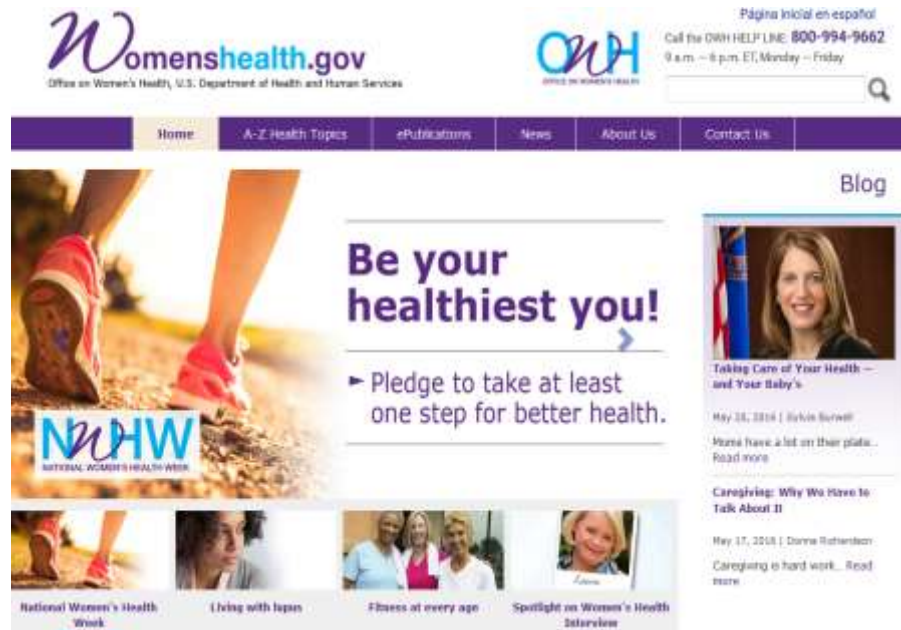 Womenshealth.gov
Office on Women's Health, U.S. Department of Health and Human Services
OWH
OFFICE ON WOMEN'S HEALTH
Página inicial en español
Call the OWH HELP LINE: 800-994-9662
9 a.m. — 6 p.m. ET, Monday — Friday
Home
A-Z Health Topics
ePublications
News
About Us
Contact Us
Be your
healthiest you!
► Pledge to take at least
one step for better health.
NWHW
NATIONAL WOMEN'S HEALTH WEEK
National Women's Health
Week
Living with lupus
Fitness at every age
Spotlight on Women's Health
Interview
Blog
Taking Care of Your Health —
and Your Baby's
2016 | Sylvia Burwell
Moms have a lot on their plate...
Read more
Caregiving: Why We Have to
Talk About It
May 17, 2016 | Donna Richardson
Caregiving is hard work... Read
more